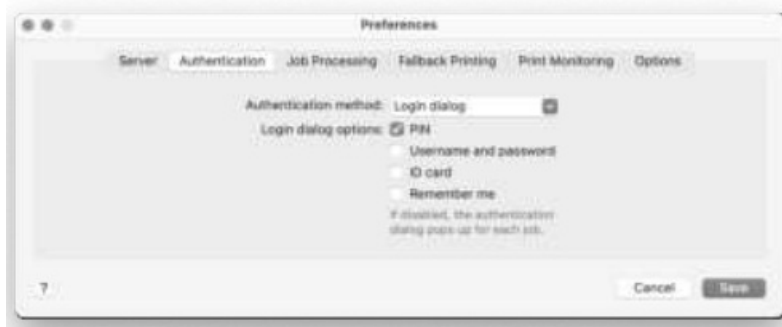 Preferences
Server Authentication Job Processing Fallback Printing Print Monitoring Options
Authentication method: Login dialog
Login dialog options: PIN
Username and password
ID card
Remember me
If disabled, the authentication
dialog pops up for each job.
? Cancel Save